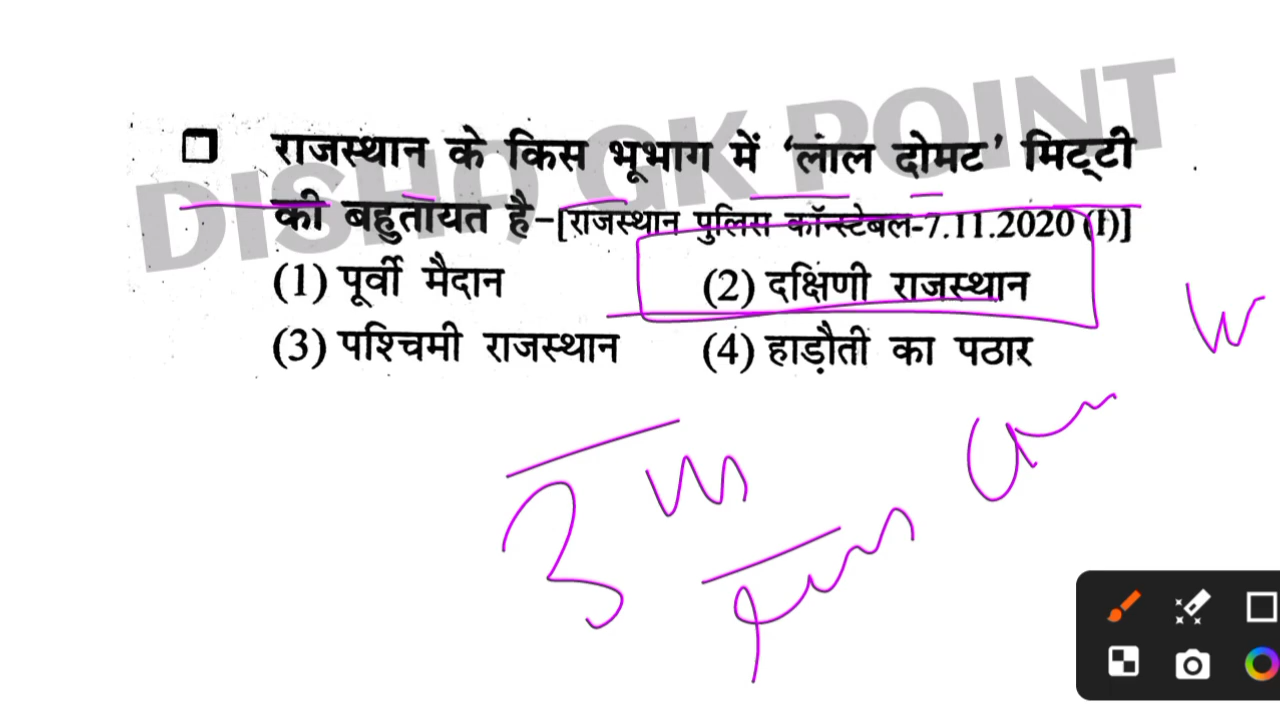 DISHQ GK POINT
राजस्थान के किस भूभाग में ‘लाल दोमट’ मिट्टी
की बहुतायत है-[राजस्थान पुलिस कॉन्स्टेबल-7.11.2020 (I)]
(1) पूर्वी मैदान (2) दक्षिणी राजस्थान
(3) पश्चिमी राजस्थान (4) हाड़ौती का पठार